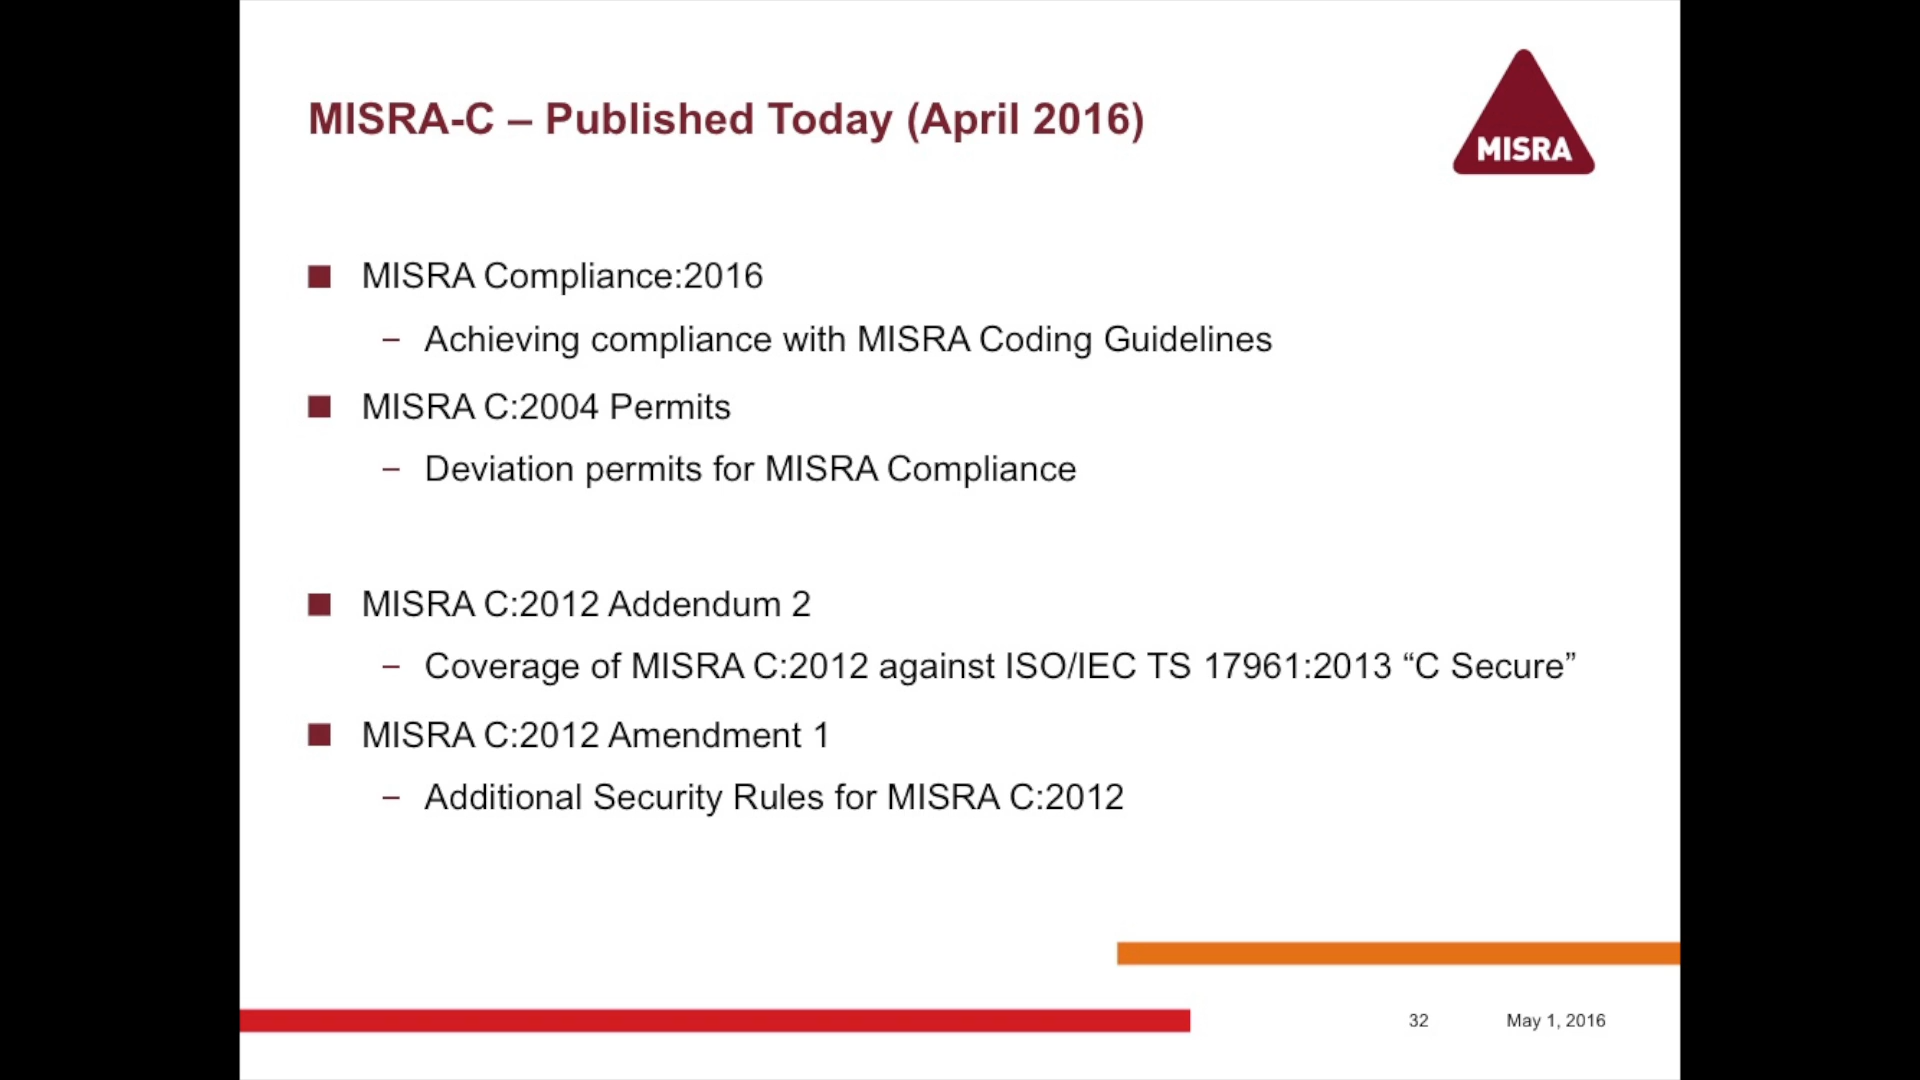 MISRA-C – Published Today (April 2016)
MISRA
MISRA Compliance:2016
– Achieving compliance with MISRA Coding Guidelines
MISRA C:2004 Permits
– Deviation permits for MISRA Compliance
MISRA C:2012 Addendum 2
– Coverage of MISRA C:2012 against ISO/IEC TS 17961:2013 “C Secure”
MISRA C:2012 Amendment 1
– Additional Security Rules for MISRA C:2012
32 May 1, 2016